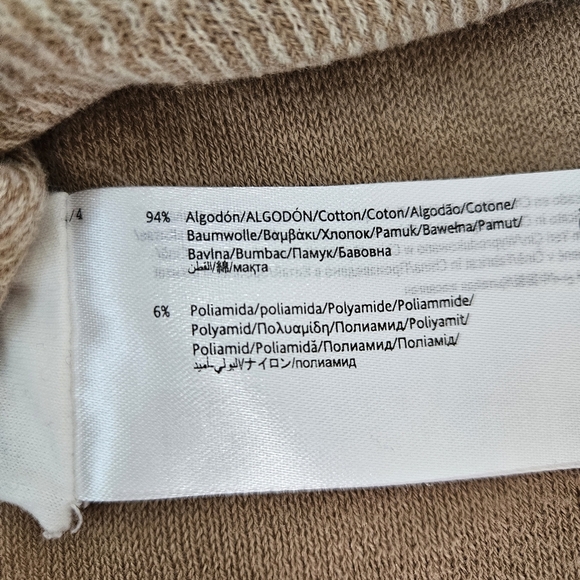 /4
94% Algodón/ALGODÓN/Cotton/Coton/Algodão/Cotone/
Baumwolle/Βαμβάκι/Хлопок/Pamuk/Bawełna/Pamut/
Bavlna/Bumbac/Памук/Бавовна
القطن/綿/мақта
6% Poliamida/poliamida/Polyamide/Poliammide/
Polyamid/Πολυαμίδη/Полиамид/Poliyamit/
Poliamid/Poliamidă/Полиамид/Поліамід/
البولي-أميد/ナイロン/полиамид